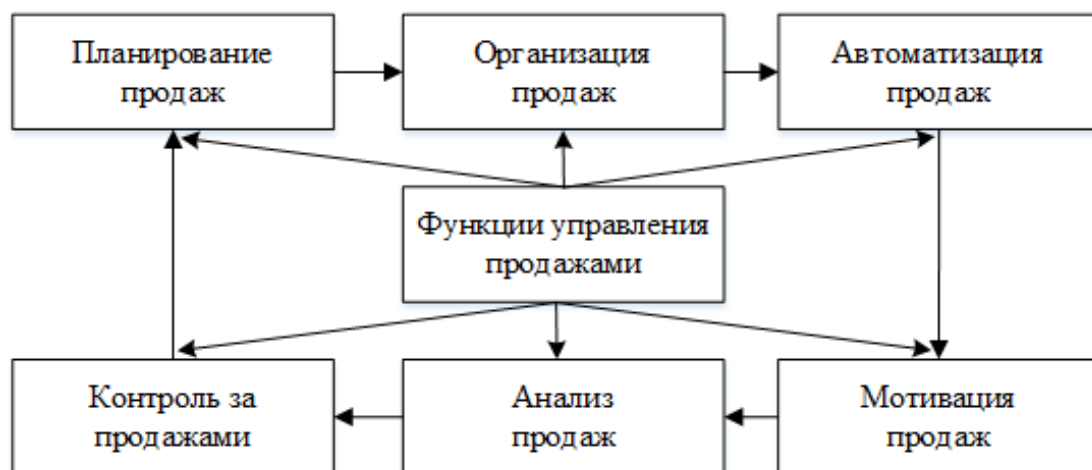 Планирование
продаж
Организация
продаж
Автоматизация
продаж
Функции управления
продажами
Контроль за
продажами
Анализ
продаж
Мотивация
продаж